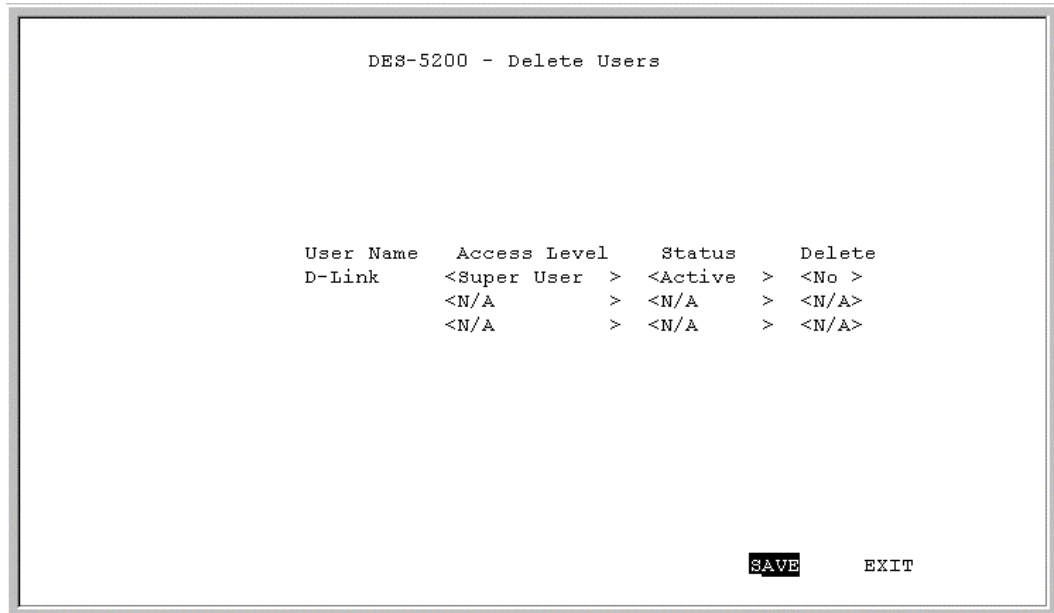 DES-5200 - Delete Users
User Name Access Level Status Delete
D-Link <Super User > <Active > <No >
<N/A > <N/A > <N/A>
<N/A > <N/A > <N/A>
SAVE EXIT